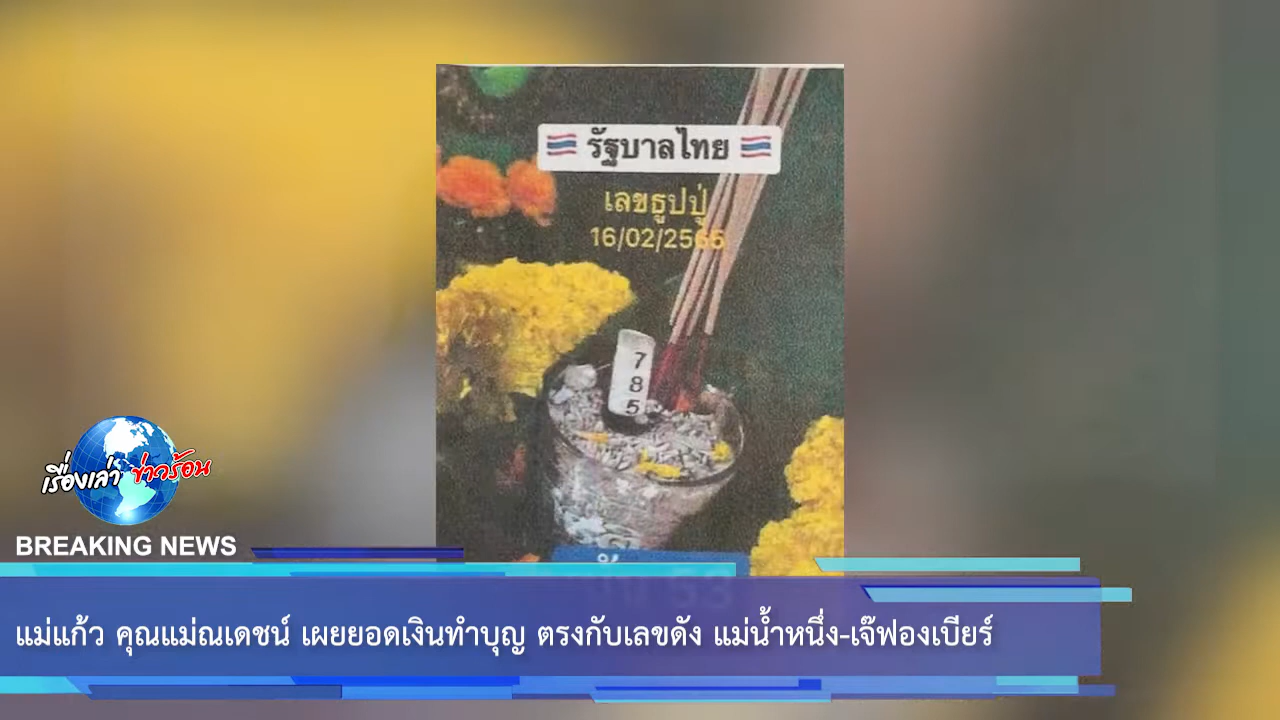 รัฐบาลไทย
เลขธูปปู่
16/02/2565
7
8
5
เรื่องเล่า ข่าวร้อน
BREAKING NEWS
แม่แก้ว คุณแม่ณเดชน์ เผยยอดเงินทำบุญ ตรงกับเลขดัง แม่น้ำหนึ่ง-เจ๊ฟองเบียร์